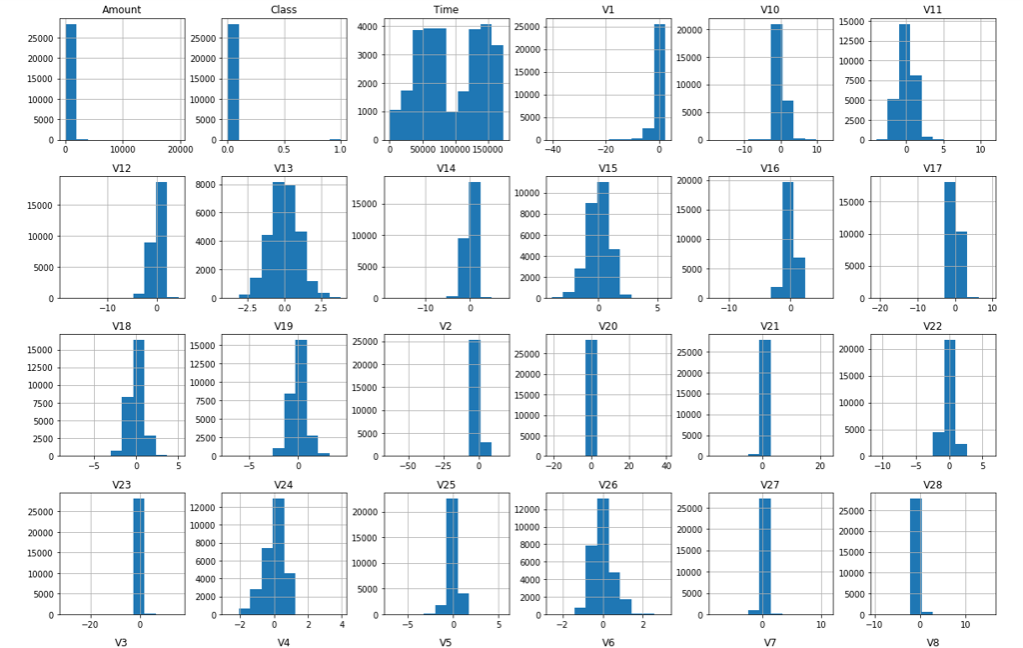 Amount Class Time V1 V10 V11
25000 25000 4000 25000 20000 15000
20000 20000 3000 20000 15000 12500
15000 15000 2000 15000 10000 10000
10000 10000 1000 10000 5000 7500
5000 5000 0 5000 0 5000
0 0 0 2500
0
0 10000 20000 0.0 0.5 1.0 0 50000 100000 150000 −40 −20 0 −10 0 10 0 5 10
V12 V13 V14 V15 V16 V17
15000 8000 15000 10000 20000 15000
10000 6000 10000 8000 15000 10000
5000 4000 5000 6000 10000 5000
0 2000 0 4000 5000 0
0 2000 0
0
−10 0 −2.5 0.0 2.5 −10 0 0 5 −10 0 −20 −10 0 10
V18 V19 V2 V20 V21 V22
15000 15000 25000 25000 25000 20000
12500 12500 20000 20000 20000 15000
10000 10000 15000 15000 15000 10000
7500 7500 10000 10000 10000 5000
5000 5000 5000 5000 5000 0
2500 2500 0 0 0
0 0
−5 0 5 −5 0 −50 −25 0 −20 0 20 40 0 20 −10 −5 0 5
V23 V24 V25 V26 V27 V28
25000 12000 20000 12000 25000 25000
20000 10000 15000 10000 20000 20000
15000 8000 10000 8000 15000 15000
10000 6000 5000 6000 10000 10000
5000 4000 0 4000 5000 5000
0 2000 2000 0 0
0 0
−20 0 −2 0 2 4 −5 0 5 −2 0 2 0 10 −10 0 10
V3 V4 V5 V6 V7 V8